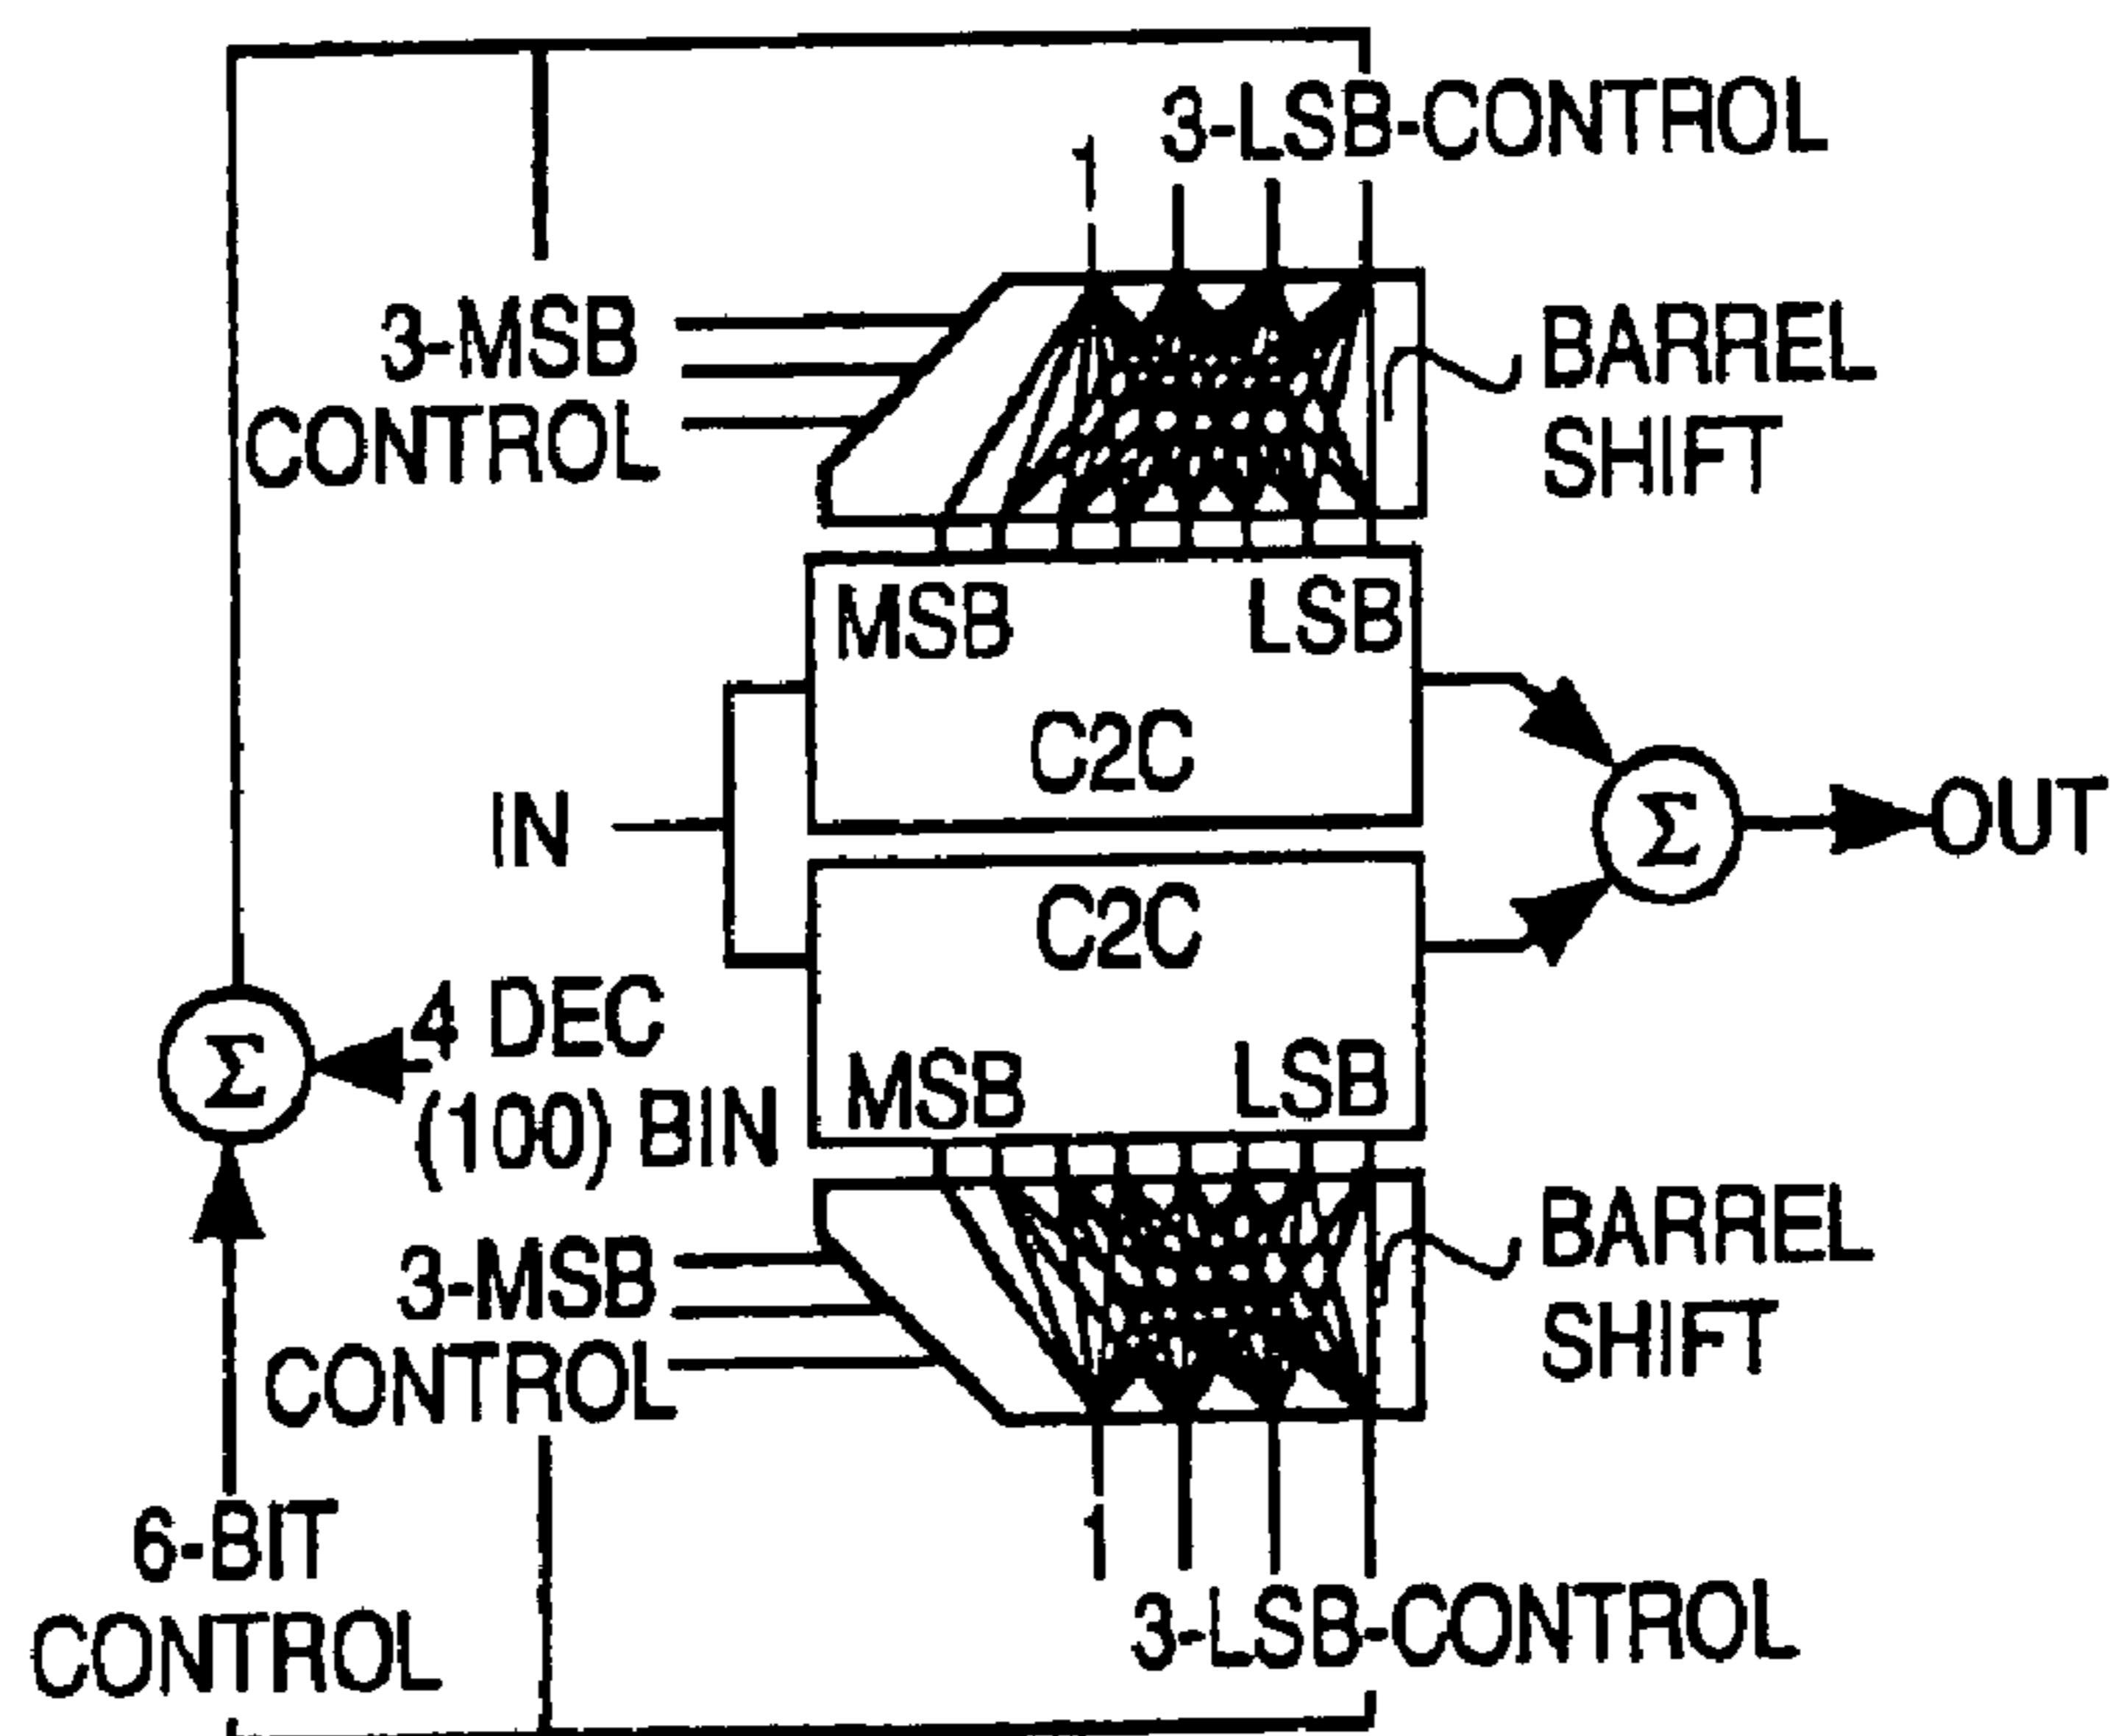 3-LSB-CONTROL
1
3-MSB
CONTROL
BARREL
SHIFT
MSB
LSB
C2C
IN
Σ
OUT
C2C
MSB
LSB
Σ
4 DEC
(100) BIN
3-MSB
CONTROL
BARREL
SHIFT
1
6-BIT
CONTROL
3-LSB-CONTROL